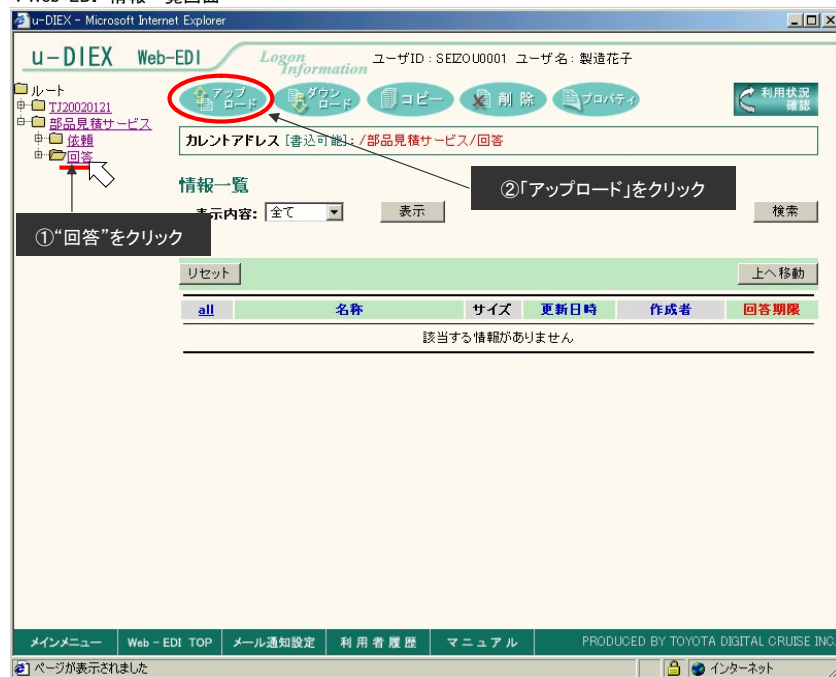 ▼Web-EDI 情報一覧画面
u-DIEX - Microsoft Internet Explorer
u-DIEX Web-EDI
Logon Information
ユーザID : SEIZOU0001 ユーザ名 : 製造花子
アップロード ダウンロード コピー 削除 プロパティ
利用状況確認
ルート
TJ20020121
部品見積サービス
依頼
回答
カレントアドレス [書込可能] : /部品見積サービス/回答
情報一覧
②「アップロード」をクリック
表示内容: 全て 表示 検索
①“回答”をクリック
リセット 上へ移動
all 名称 サイズ 更新日時 作成者 回答期限
該当する情報がありません
メインメニュー Web-EDI TOP メール通知設定 利用者履歴 マニュアル PRODUCED BY TOYOTA DIGITAL CRUISE INC.
ページが表示されました インターネット